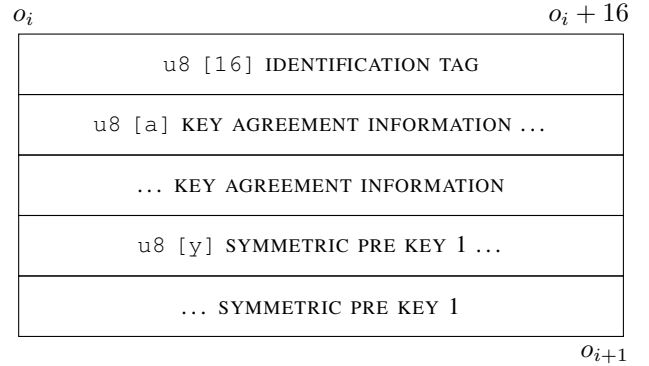 o_i o_i + 16
u8 [16] IDENTIFICATION TAG
u8 [a] KEY AGREEMENT INFORMATION ...
... KEY AGREEMENT INFORMATION
u8 [y] SYMMETRIC PRE KEY 1 ...
... SYMMETRIC PRE KEY 1
o_{i+1}